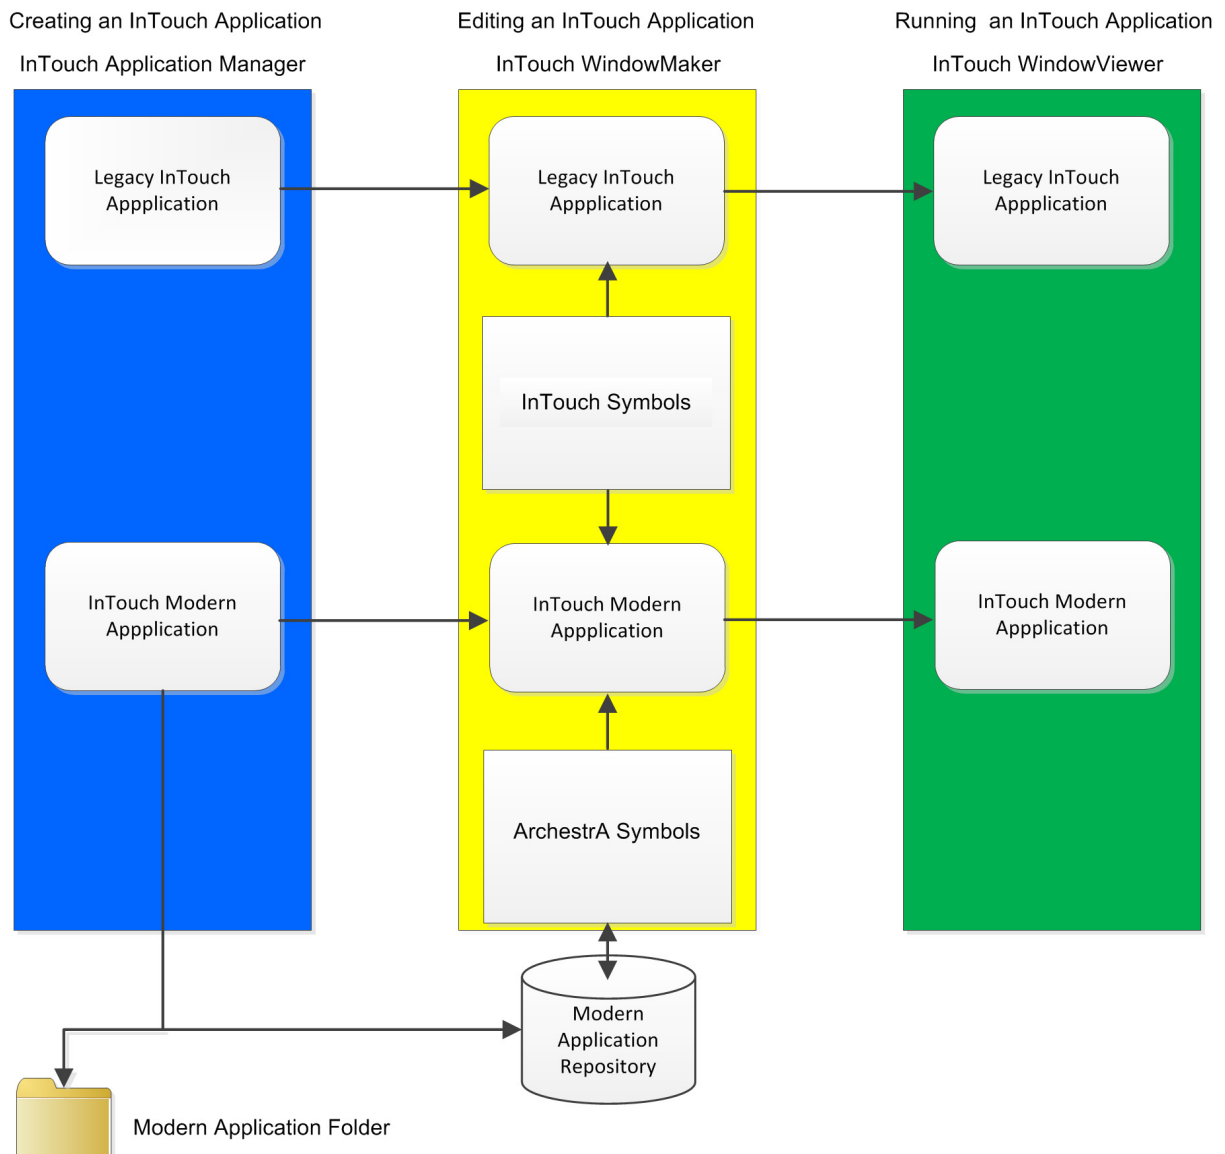 Creating an InTouch Application
Editing an InTouch Application
Running an InTouch Application
InTouch Application Manager
InTouch WindowMaker
InTouch WindowViewer
Legacy InTouch
Appplication
Legacy InTouch
Appplication
Legacy InTouch
Appplication
InTouch Symbols
InTouch Modern
Appplication
InTouch Modern
Appplication
InTouch Modern
Appplication
ArchestrA Symbols
Modern
Application
Repository
Modern Application Folder